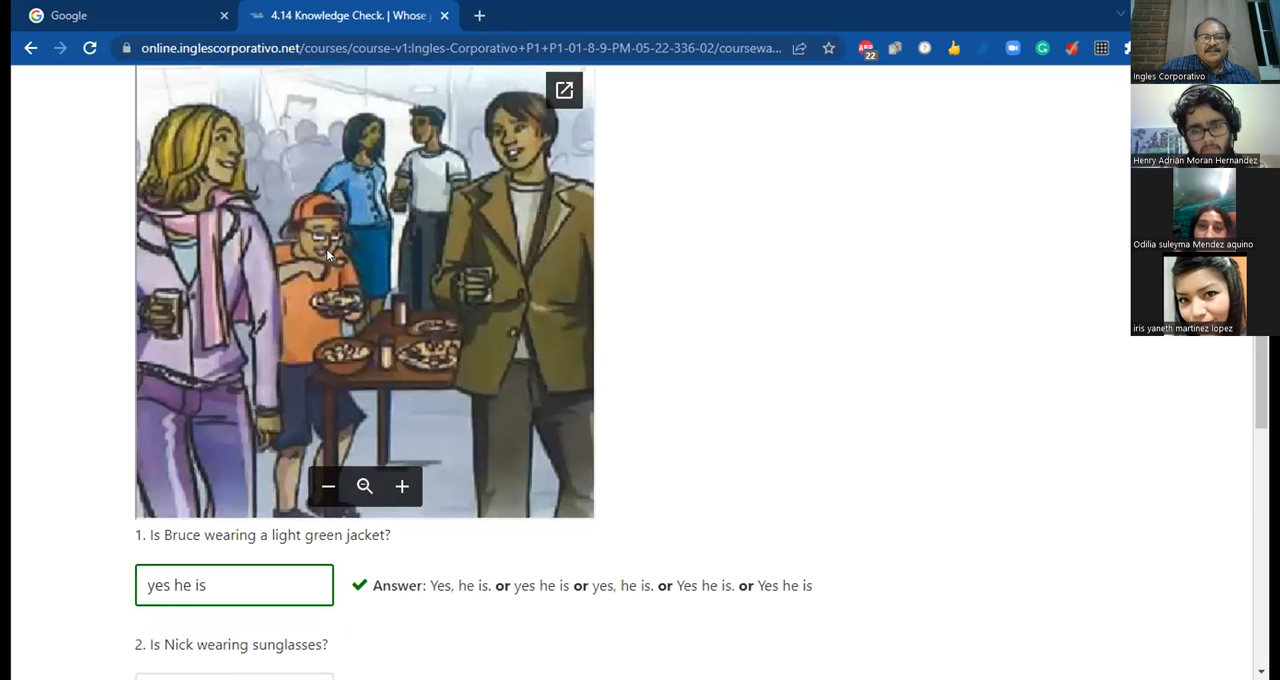 Google
4.14 Knowledge Check. | Whose
online.inglescorporativo.net/courses/course-v1:Ingles-Corporativo+P1+P1-01-8-9-PM-05-22-336-02/coursewa...
22
Ingles Corporativo
Henry Adrian Moran Hernandez
Odilia suleyma Mendez aquino
iris yaneth martinez lopez
1. Is Bruce wearing a light green jacket?
yes he is
Answer: Yes, he is. or yes he is or yes, he is. or Yes he is. or Yes he is
2. Is Nick wearing sunglasses?